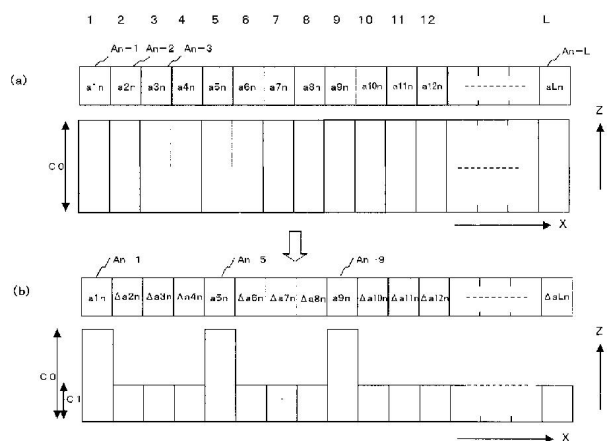 1 2 3 4 5 6 7 8 9 10 11 12 L
An-1 An-2 An-3 An-L
(a)
a1n a2n a3n a4n a5n a6n a7n a8n a9n a10n a11n a12n aLn
Z
C0
X
An-1 An-5 An-9
(b)
a1n Δa2n Δa3n Δa4n a5n Δa6n Δa7n Δa8n a9n Δa10n Δa11n Δa12n ΔaLn
Z
C0
C1
X